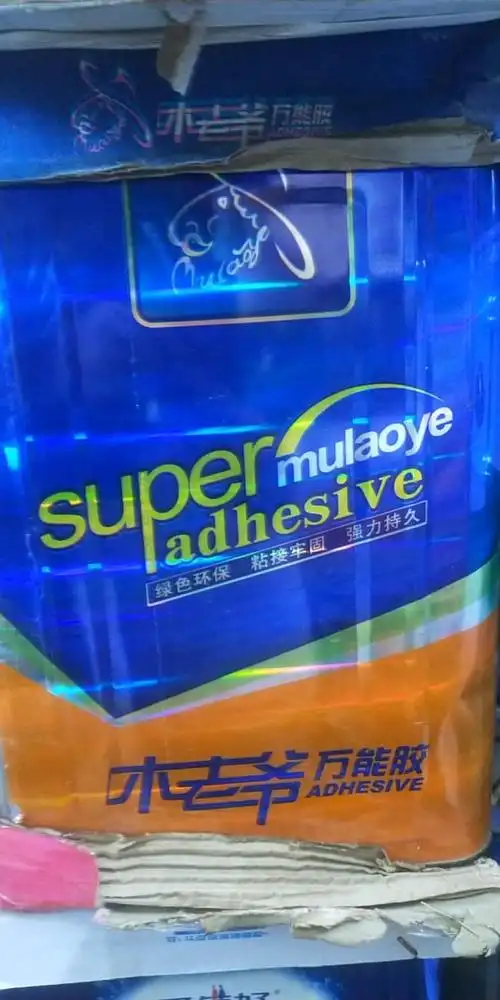 木老爷 万能胶
ADHESIVE
Mulaoye
super mulaoye
adhesive
绿色环保 粘接牢固 强力持久
木老爷 万能胶
ADHESIVE